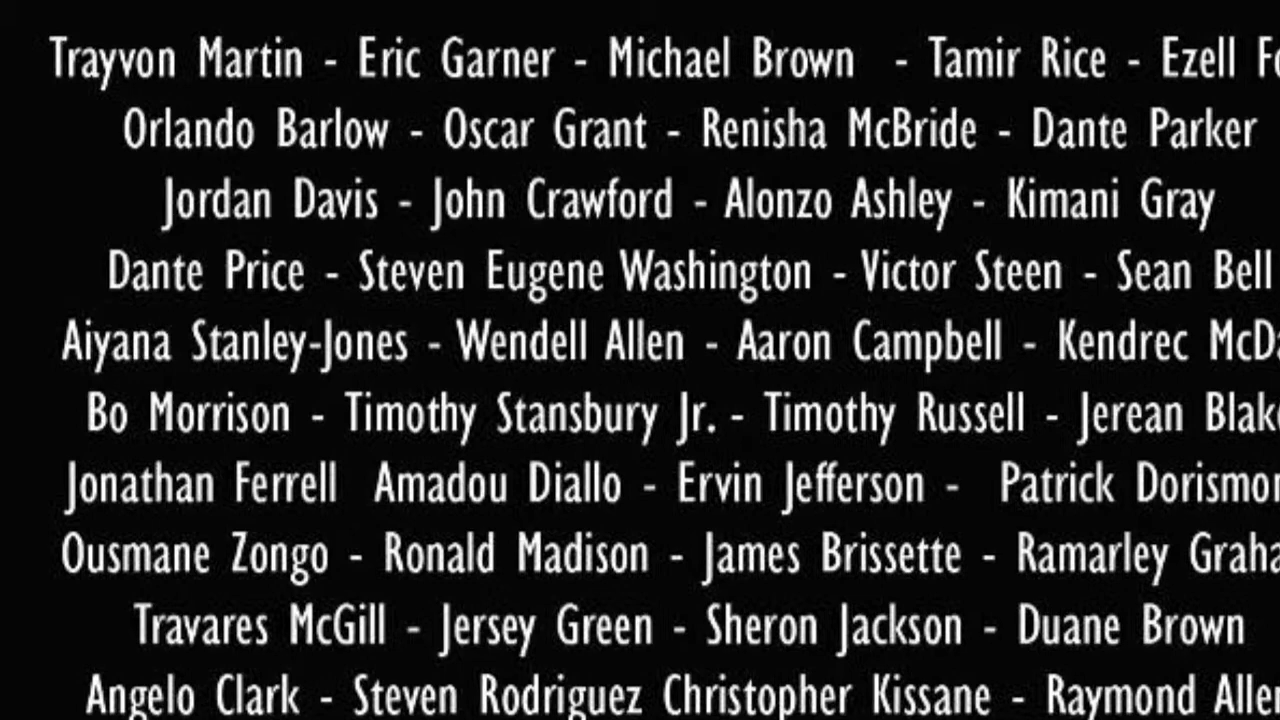 Trayvon Martin - Eric Garner - Michael Brown - Tamir Rice - Ezell
Orlando Barlow - Oscar Grant - Renisha McBride - Dante Parker
Jordan Davis - John Crawford - Alonzo Ashley - Kimani Gray
Dante Price - Steven Eugene Washington - Victor Steen - Sean Bell
Aiyana Stanley-Jones - Wendell Allen - Aaron Campbell - Kendrec
Bo Morrison - Timothy Stansbury Jr. - Timothy Russell - Jerean
Jonathan Ferrell Amadou Diallo - Ervin Jefferson - Patrick
Ousmane Zongo - Ronald Madison - James Brissette - Ramarley
Travares McGill - Jersey Green - Sheron Jackson - Duane Brown
Angelo Clark - Steven Rodriguez Christopher Kissane - Raymond